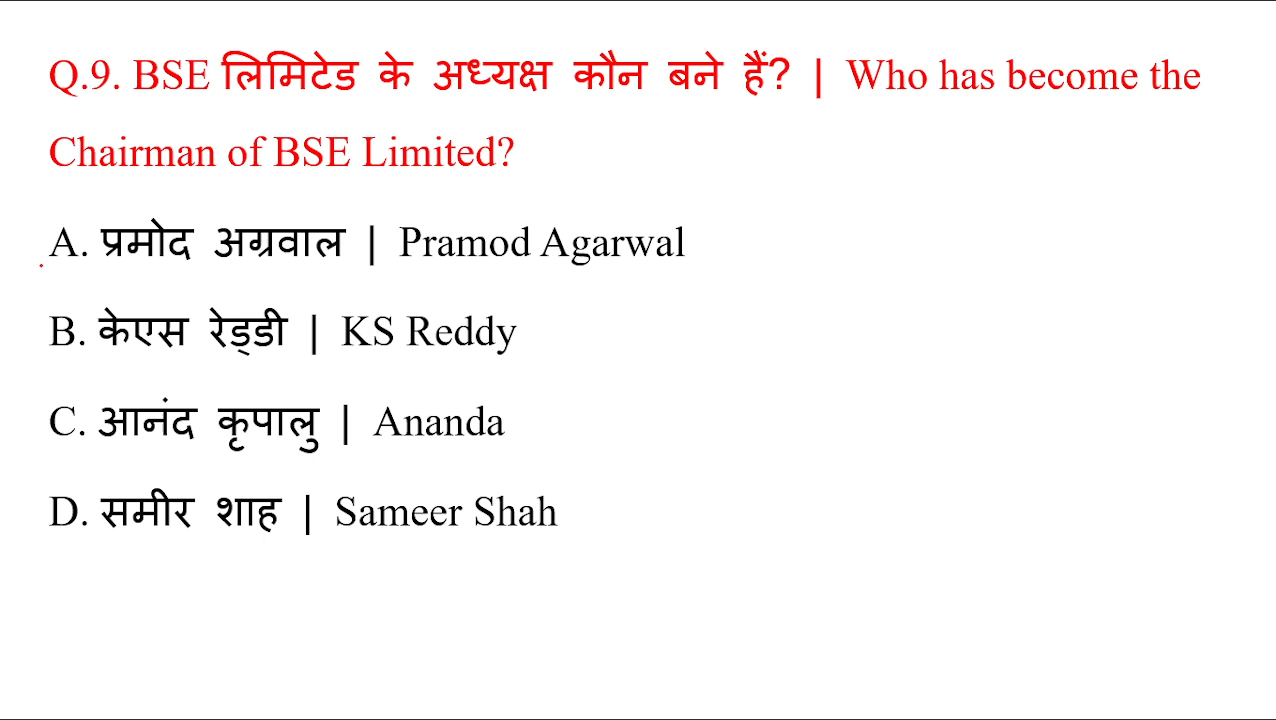 Q.9. BSE लिमिटेड के अध्यक्ष कौन बने हैं? | Who has become the
Chairman of BSE Limited?
A. प्रमोद अग्रवाल | Pramod Agarwal
B. केएस रेड्डी | KS Reddy
C. आनंद कृपालु | Ananda
D. समीर शाह | Sameer Shah